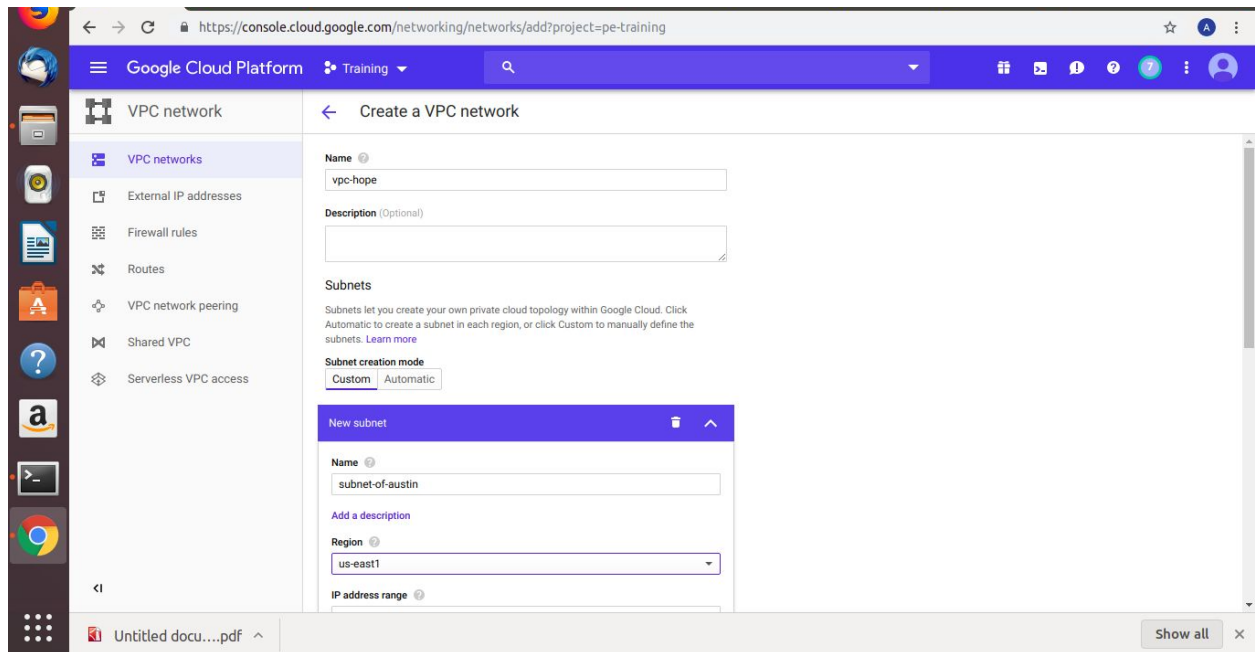 https://console.cloud.google.com/networking/networks/add?project=pe-training
A
Google Cloud Platform
Training
7
VPC network
Create a VPC network
VPC networks
External IP addresses
Firewall rules
Routes
VPC network peering
Shared VPC
Serverless VPC access
Name
vpc-hope
Description (Optional)
Subnets
Subnets let you create your own private cloud topology within Google Cloud. Click
Automatic to create a subnet in each region, or click Custom to manually define the
subnets. Learn more
Subnet creation mode
Custom Automatic
New subnet
Name
subnet-of-austin
Add a description
Region
us-east1
IP address range
Untitled docu....pdf
Show all